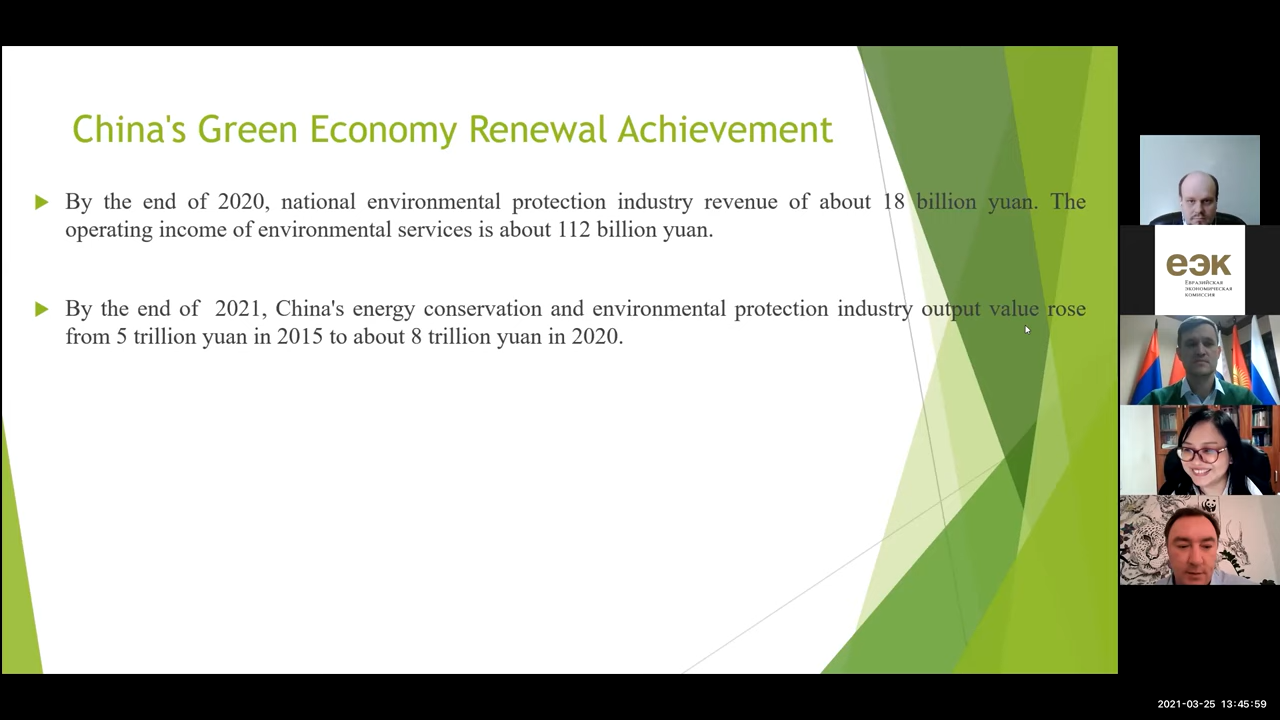 China's Green Economy Renewal Achievement
By the end of 2020, national environmental protection industry revenue of about 18 billion yuan. The
operating income of environmental services is about 112 billion yuan.
By the end of  2021, China's energy conservation and environmental protection industry output value rose
from 5 trillion yuan in 2015 to about 8 trillion yuan in 2020.
еэк
Евразийская
экономическая
комиссия
2021-03-25 13:45:59